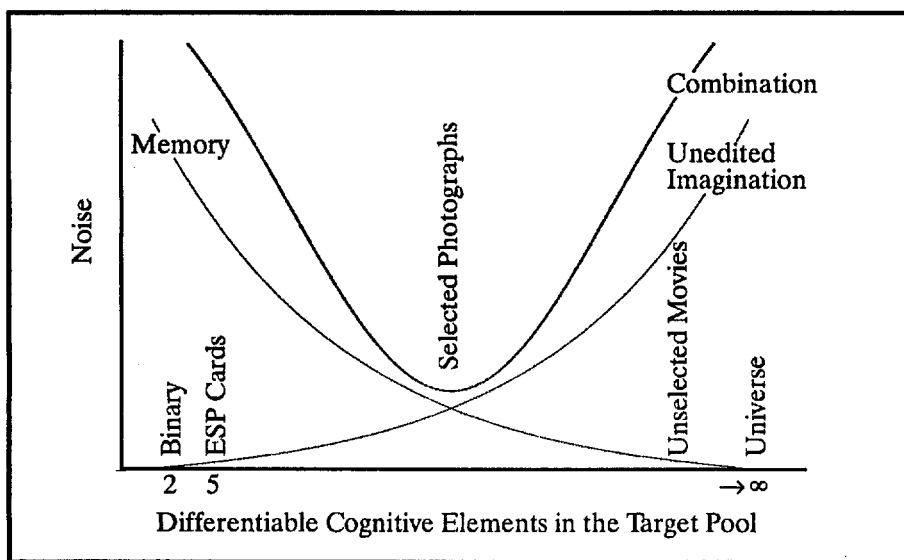 Combination
Memory
Unedited
Imagination
Noise
Selected Photographs
Binary
ESP Cards
Unselected Movies
Universe
2
5
→ ∞
Differentiable Cognitive Elements in the Target Pool